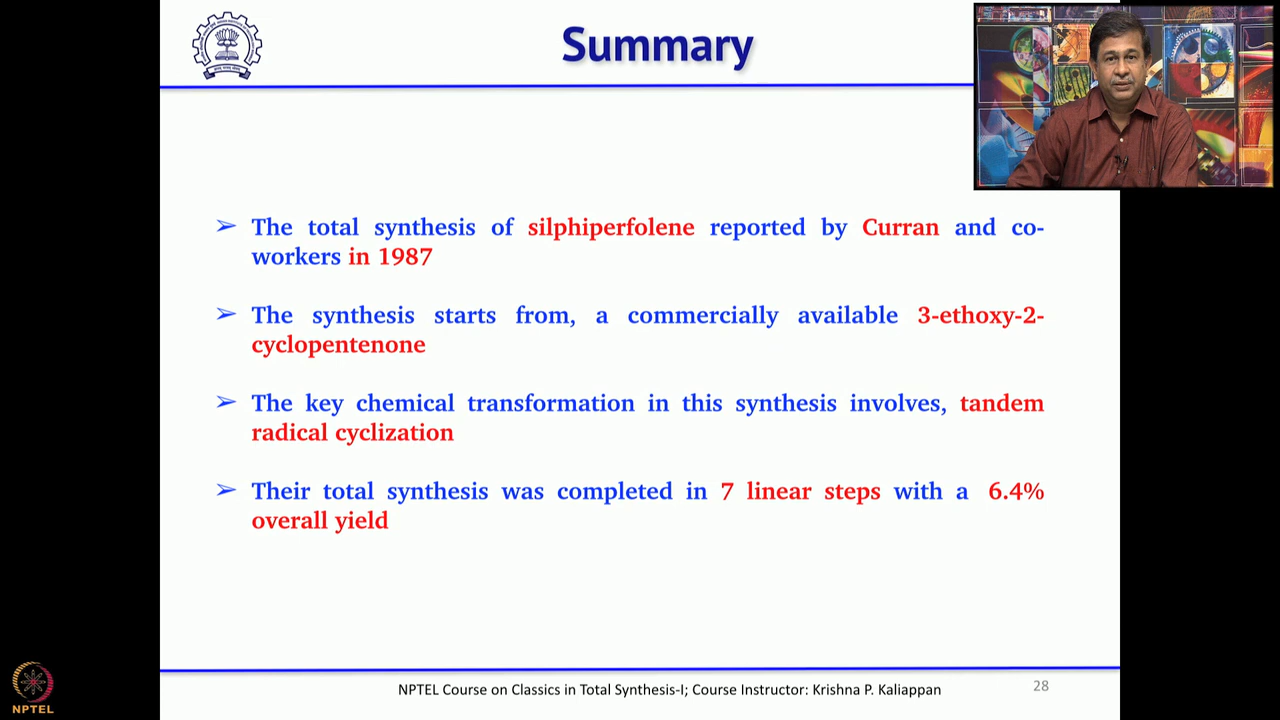 Summary
➢ The total synthesis of silphiperfolene reported by Curran and co-
workers in 1987
➢ The synthesis starts from, a commercially available 3-ethoxy-2-
cyclopentenone
➢ The key chemical transformation in this synthesis involves, tandem
radical cyclization
➢ Their total synthesis was completed in 7 linear steps with a 6.4%
overall yield
NPTEL Course on Classics in Total Synthesis-I; Course Instructor: Krishna P. Kaliappan
28
NPTEL